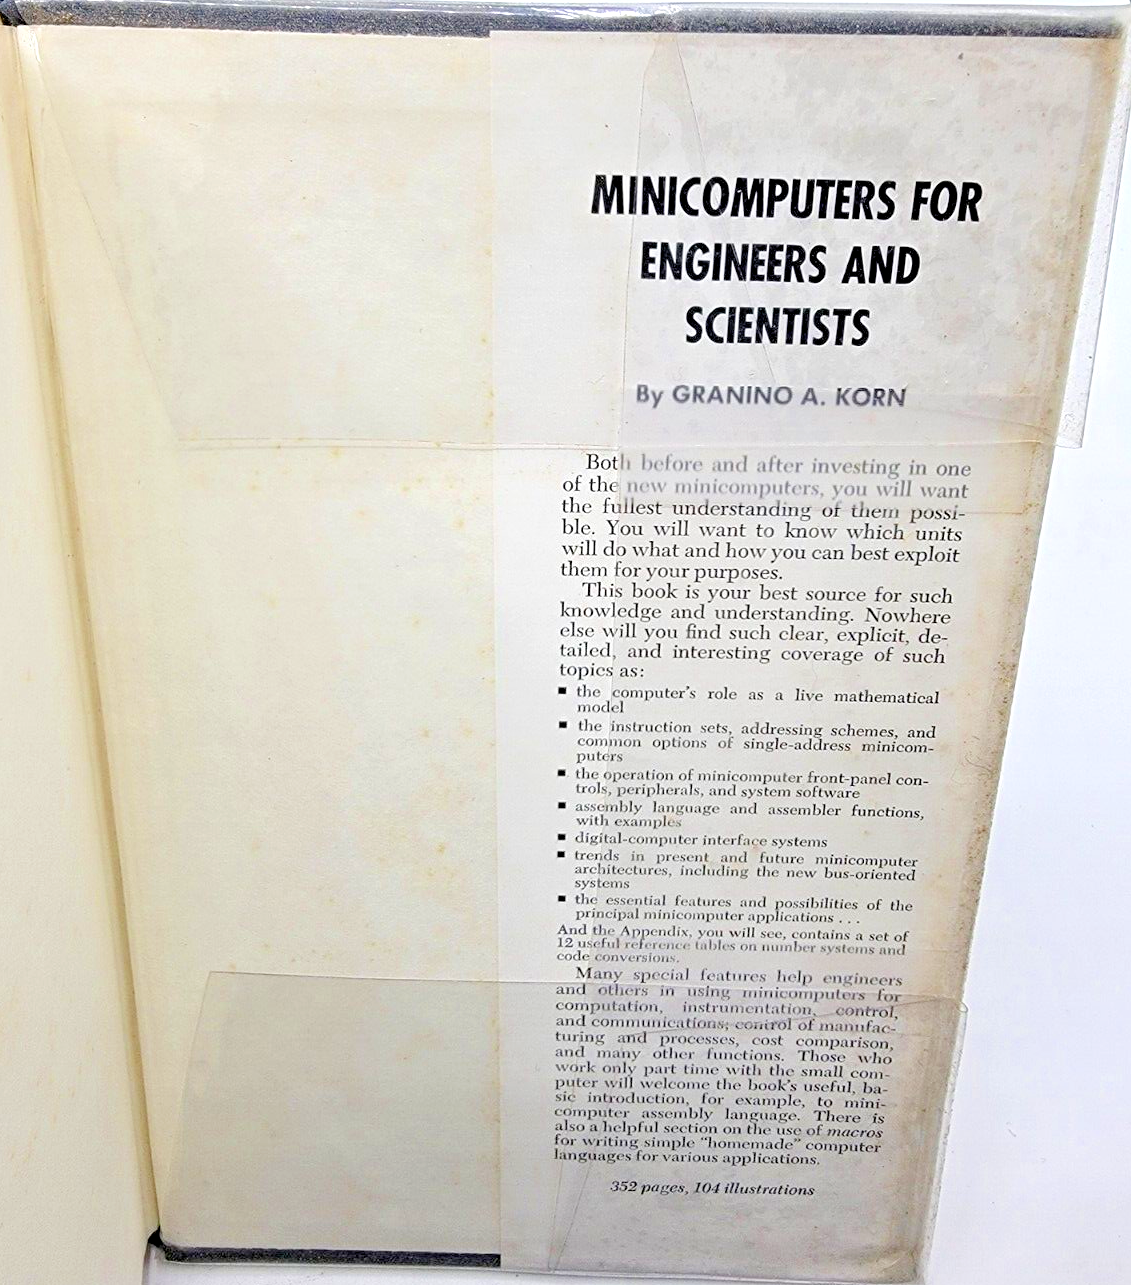 MINICOMPUTERS FOR
ENGINEERS AND
SCIENTISTS
By GRANINO A. KORN
Both before and after investing in one
of the new minicomputers, you will want
the fullest understanding of them possi-
ble. You will want to know which units
will do what and how you can best exploit
them for your purposes.
This book is your best source for such
knowledge and understanding. Nowhere
else will you find such clear, explicit, de-
tailed, and interesting coverage of such
topics as:
■ the computer's role as a live mathematical
model
■ the instruction sets, addressing schemes, and
common options of single-address minicom-
puters
■ the operation of minicomputer front-panel con-
trols, peripherals, and system software
■ assembly language and assembler functions,
with examples
■ digital-computer interface systems
■ trends in present and future minicomputer
architectures, including the new bus-oriented
systems
■ the essential features and possibilities of the
principal minicomputer applications . . .
And the Appendix, you will see, contains a set of
12 useful reference tables on number systems and
code conversions.
Many special features help engineers
and others in using minicomputers for
computation, instrumentation, control,
and communications; control of manufac-
turing and processes, cost comparison,
and many other functions. Those who
work only part time with the small com-
puter will welcome the book's useful, ba-
sic introduction, for example, to mini-
computer assembly language. There is
also a helpful section on the use of macros
for writing simple "homemade" computer
languages for various applications.
352 pages, 104 illustrations